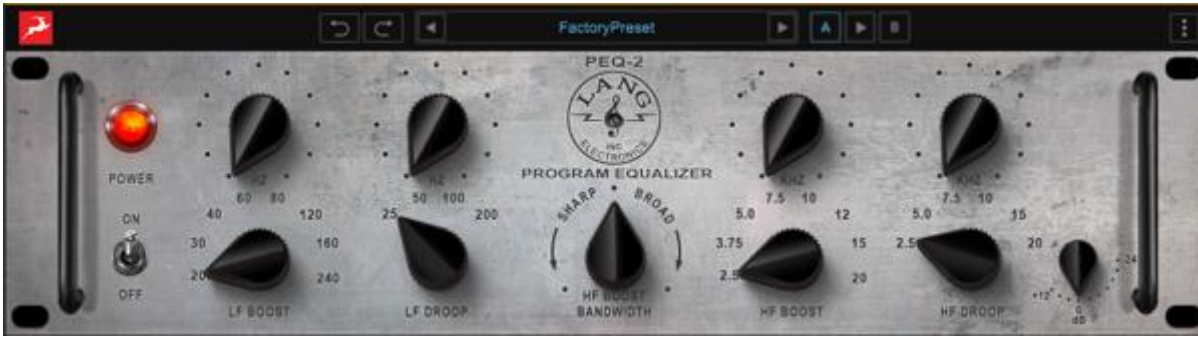 FactoryPreset
A
B
PEQ-2
LANG
INC
ELECTRONICS
PROGRAM EQUALIZER
POWER
ON
OFF
HZ
20
30
40
60
80
120
160
240
LF BOOST
HZ
25
50
100
200
LF DROOP
SHARP
BROAD
HF BOOST
BANDWIDTH
KHZ
2.5
3.75
5.0
7.5
10
12
15
20
HF BOOST
KHZ
2.5
5.0
7.5
10
15
20
HF DROOP
+12
0
dB